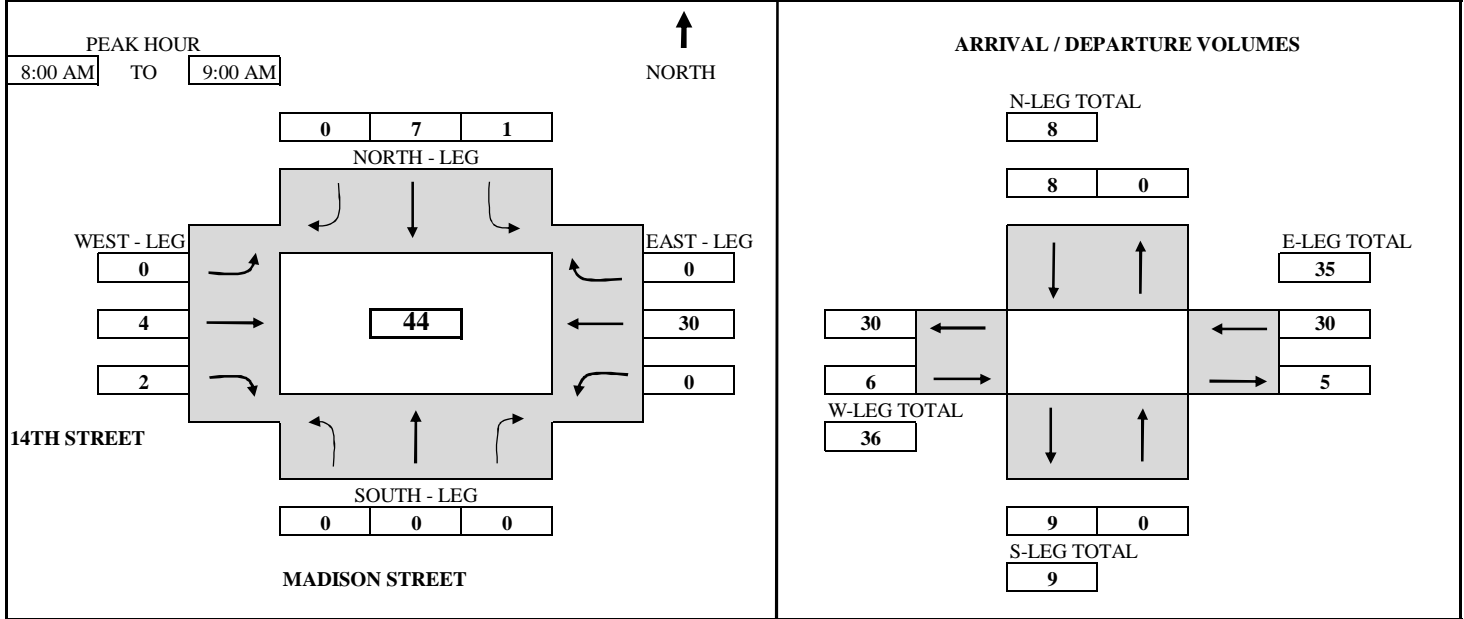 PEAK HOUR
8:00 AM TO 9:00 AM
NORTH
0 7 1
NORTH - LEG
WEST - LEG
0
4
2
44
EAST - LEG
0
30
0
14TH STREET
SOUTH - LEG
0 0 0
MADISON STREET
ARRIVAL / DEPARTURE VOLUMES
N-LEG TOTAL
8
8 0
E-LEG TOTAL
35
30 30
6 5
W-LEG TOTAL
36
9 0
S-LEG TOTAL
9